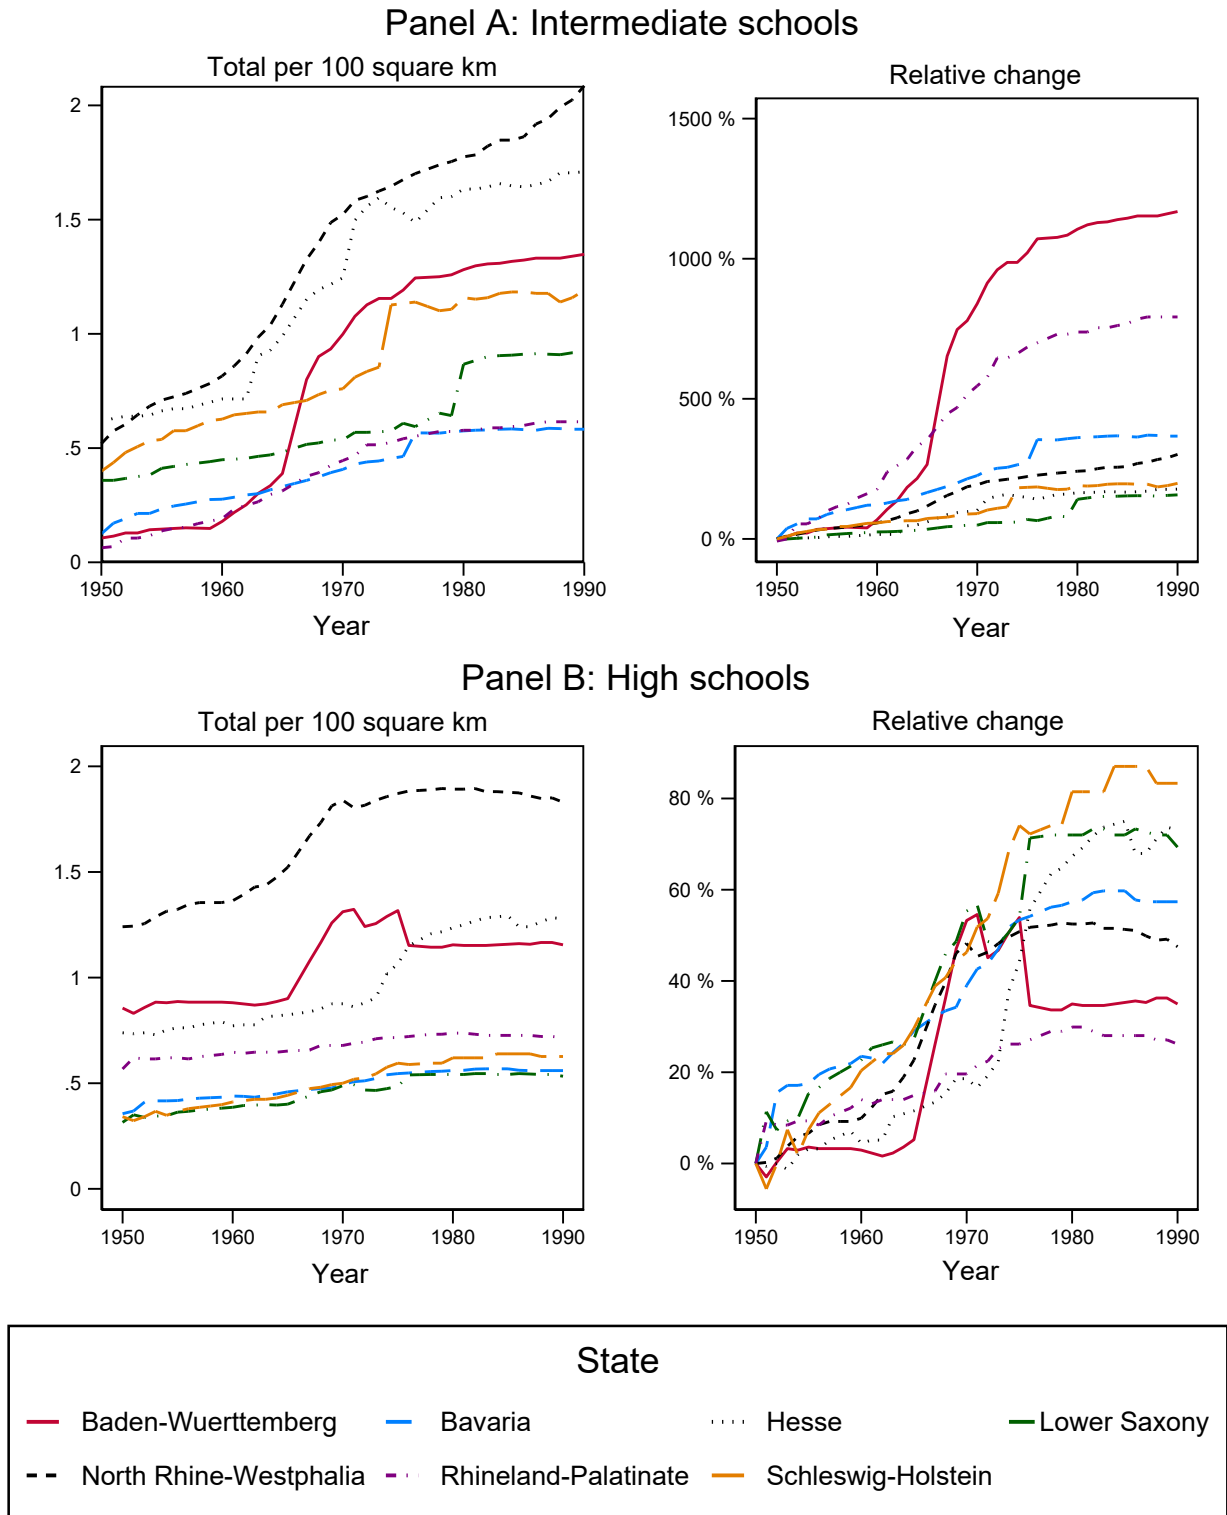 Panel A: Intermediate schools
Total per 100 square km
2
1.5
1
.5
0
1950 1960 1970 1980 1990
Year
Relative change
1500 %
1000 %
500 %
0 %
1950 1960 1970 1980 1990
Year
Panel B: High schools
Total per 100 square km
2
1.5
1
.5
0
1950 1960 1970 1980 1990
Year
Relative change
80 %
60 %
40 %
20 %
0 %
1950 1960 1970 1980 1990
Year
State
Baden-Wuerttemberg Bavaria Hesse Lower Saxony
North Rhine-Westphalia Rhineland-Palatinate Schleswig-Holstein